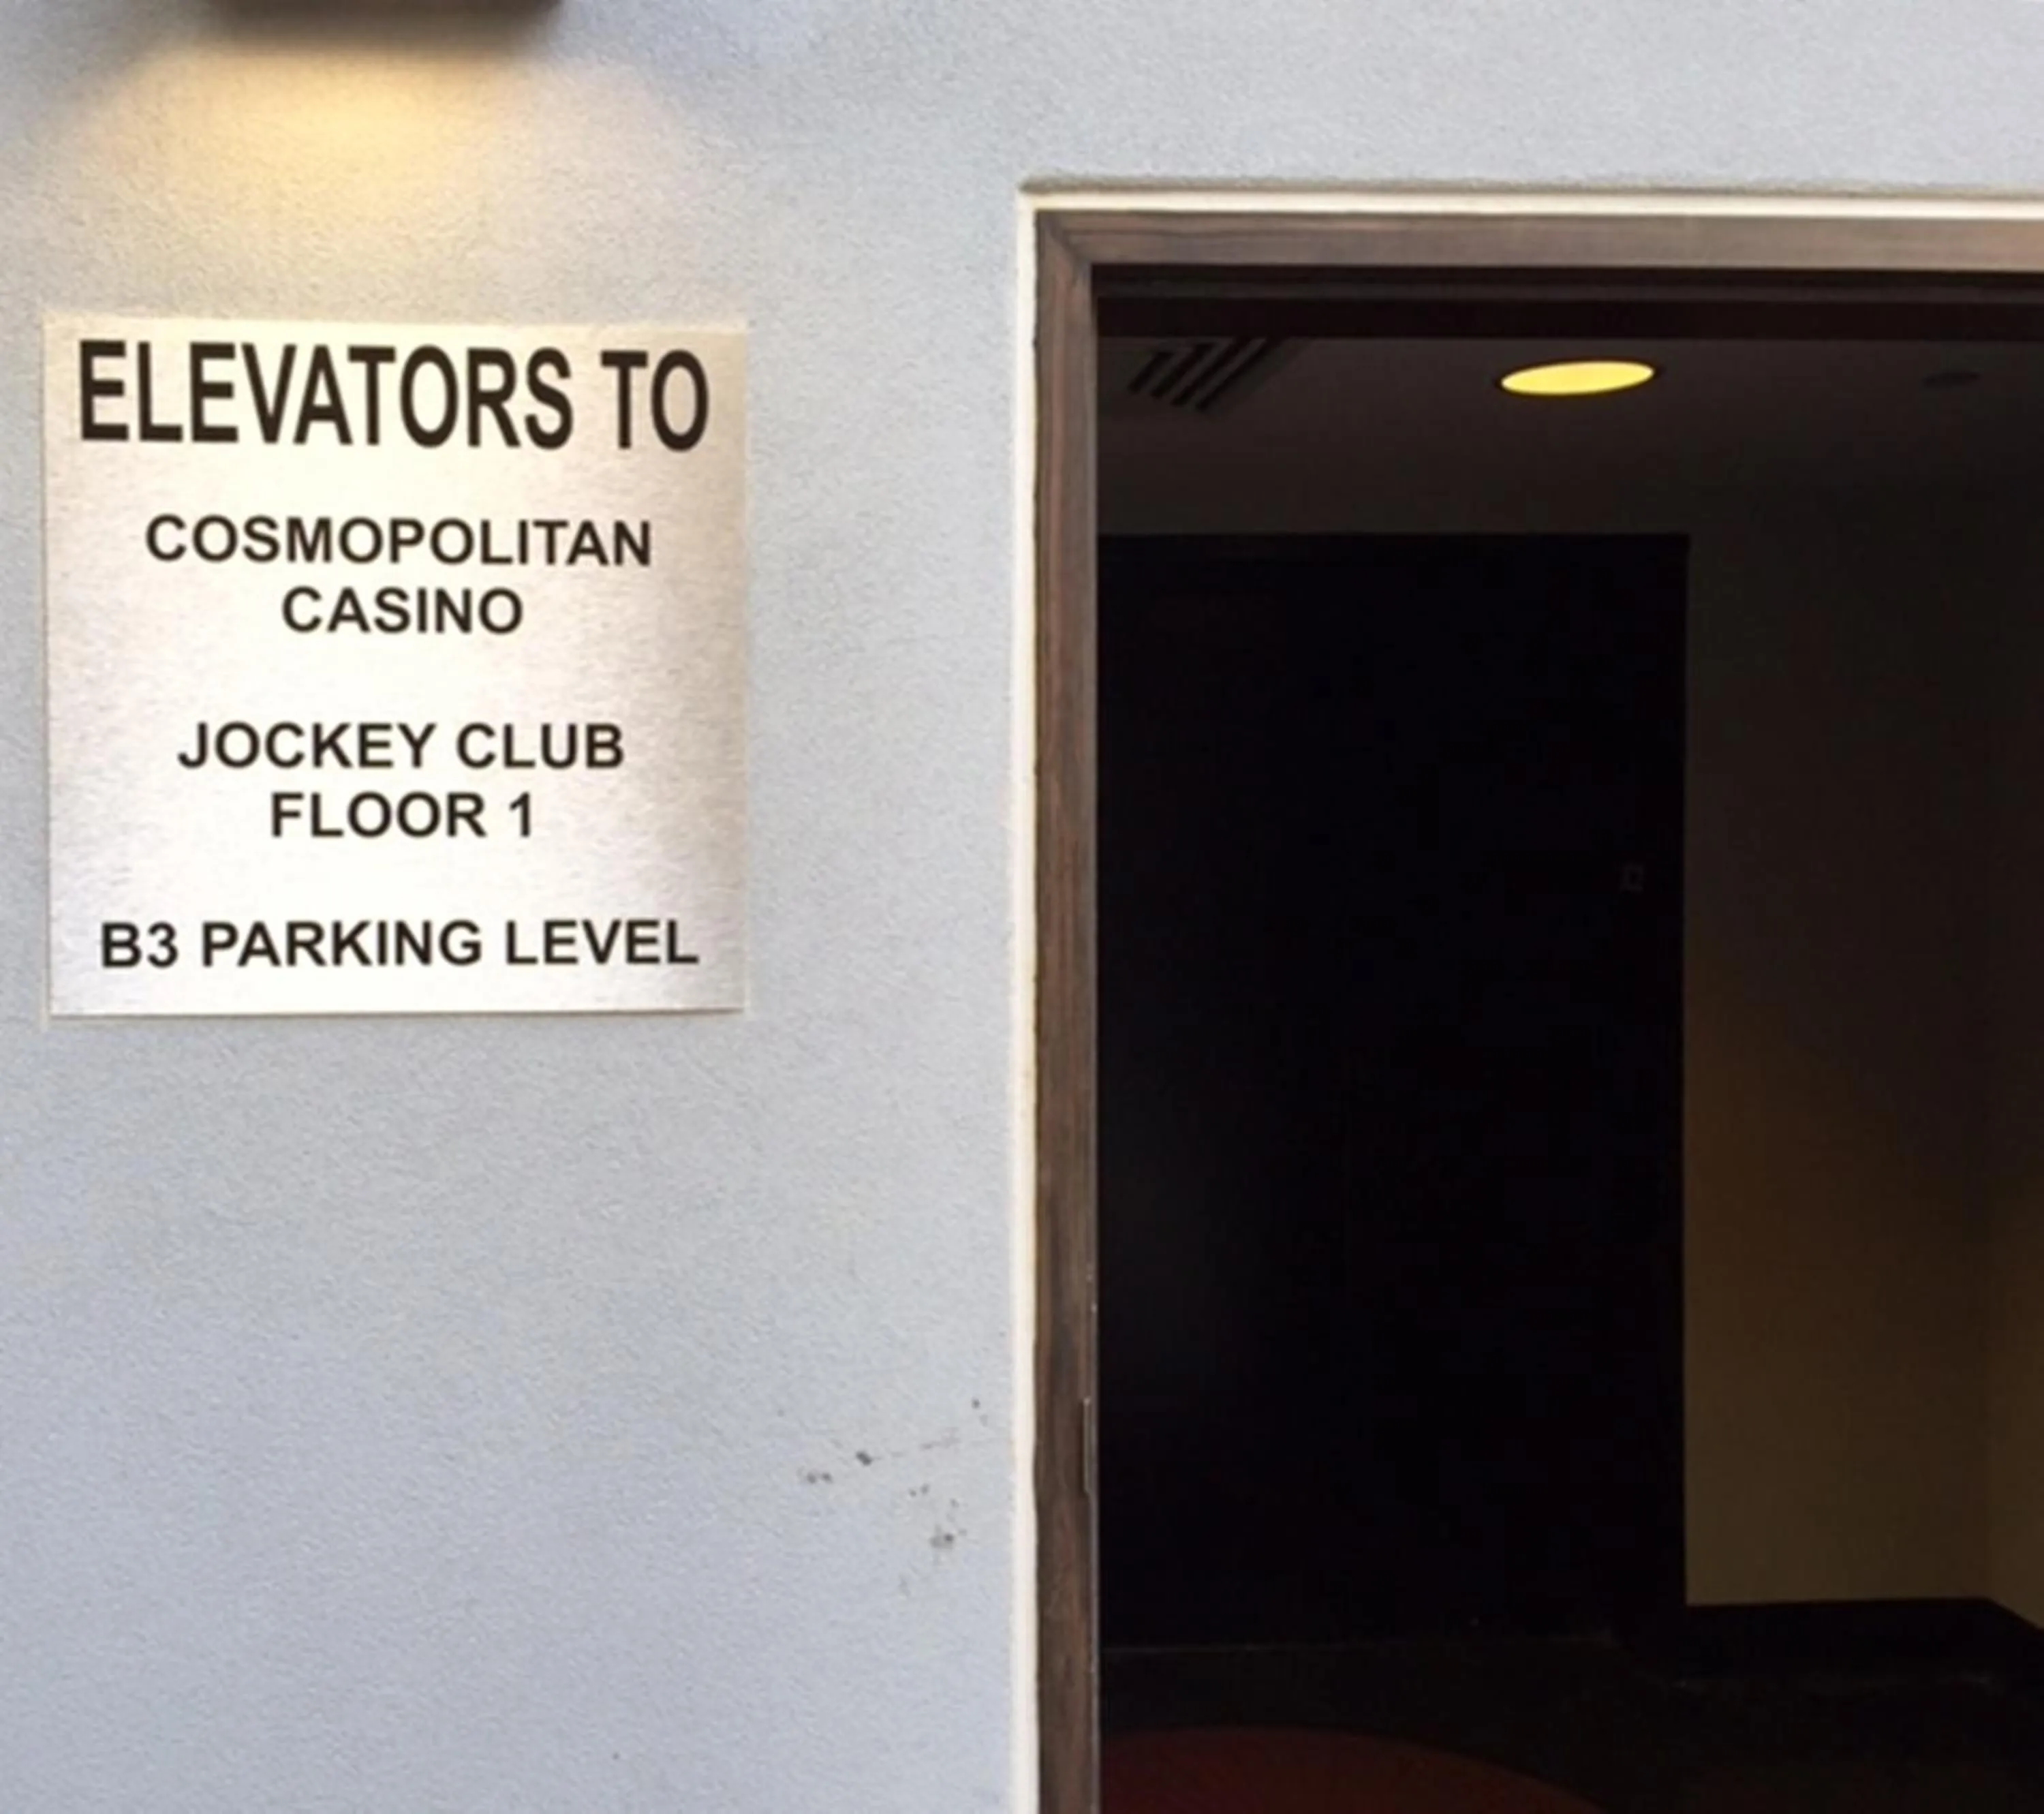 ELEVATORS TO
COSMOPOLITAN
CASINO
JOCKEY CLUB
FLOOR 1
B3 PARKING LEVEL